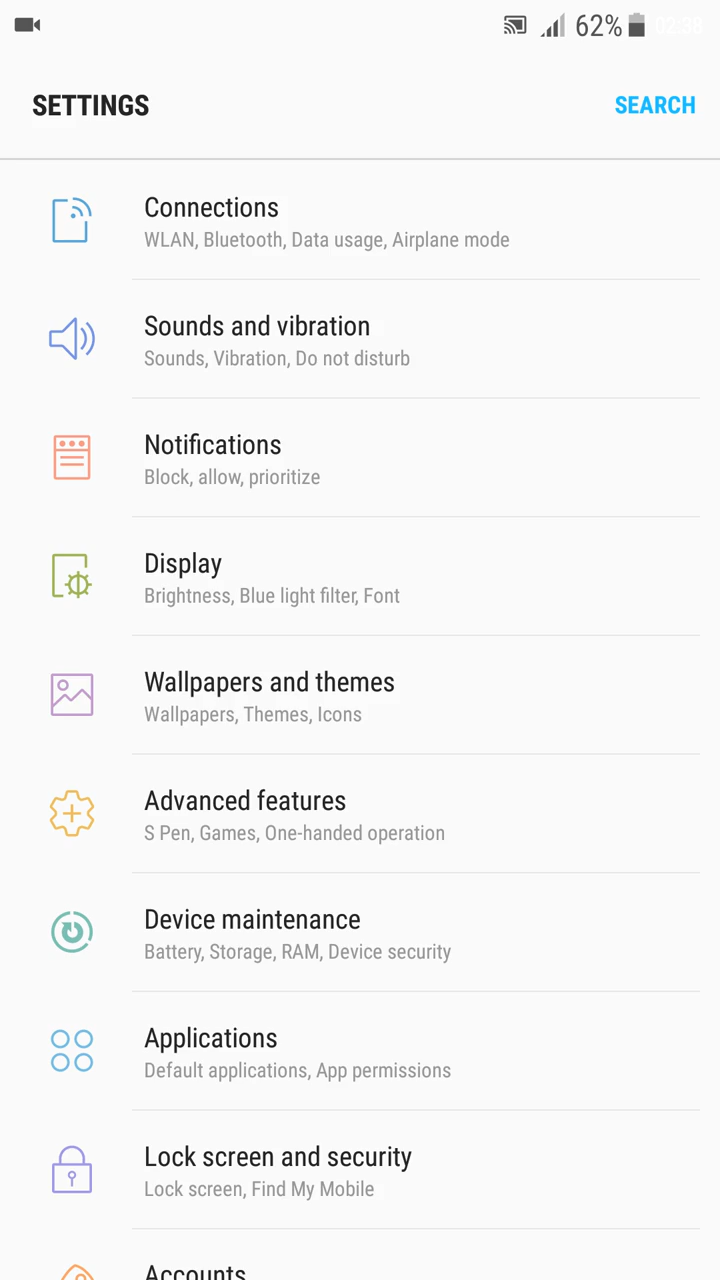 62% 02:38
SETTINGS
SEARCH
Connections
WLAN, Bluetooth, Data usage, Airplane mode
Sounds and vibration
Sounds, Vibration, Do not disturb
Notifications
Block, allow, prioritize
Display
Brightness, Blue light filter, Font
Wallpapers and themes
Wallpapers, Themes, Icons
Advanced features
S Pen, Games, One-handed operation
Device maintenance
Battery, Storage, RAM, Device security
Applications
Default applications, App permissions
Lock screen and security
Lock screen, Find My Mobile
Accounts